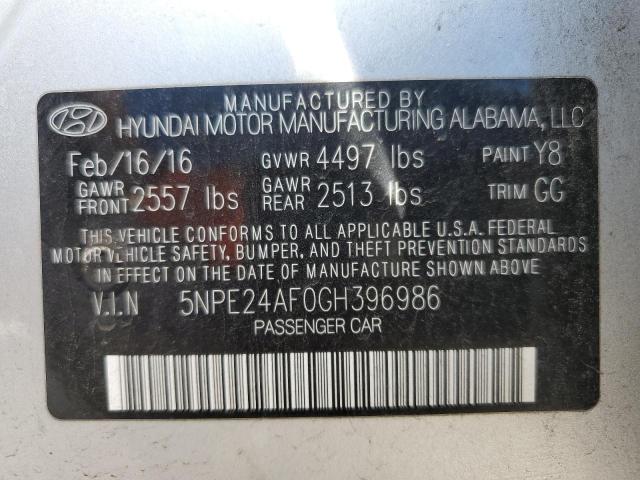 MANUFACTURED BY
HYUNDAI MOTOR MANUFACTURING ALABAMA, LLC
Feb/16/16 GVWR 4497 lbs PAINT Y8
GAWR FRONT 2557 lbs GAWR REAR 2513 lbs TRIM GG
THIS VEHICLE CONFORMS TO ALL APPLICABLE U.S.A. FEDERAL
MOTOR VEHICLE SAFETY, BUMPER, AND THEFT PREVENTION STANDARDS
IN EFFECT ON THE DATE OF MANUFACTURE SHOWN ABOVE.
V.I.N 5NPE24AF0GH396986
PASSENGER CAR